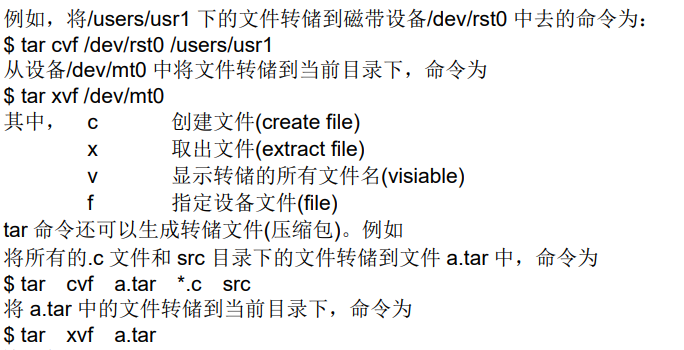 例如，将/users/usr1 下的文件转储到磁带设备/dev/rst0 中去的命令为：
$ tar cvf /dev/rst0 /users/usr1
从设备/dev/mt0 中将文件转储到当前目录下，命令为
$ tar xvf /dev/mt0
其中， c 创建文件(create file)
x 取出文件(extract file)
v 显示转储的所有文件名(visiable)
f 指定设备文件(file)
tar 命令还可以生成转储文件(压缩包)。例如
将所有的.c 文件和 src 目录下的文件转储到文件 a.tar 中，命令为
$ tar cvf a.tar *.c src
将 a.tar 中的文件转储到当前目录下，命令为
$ tar xvf a.tar